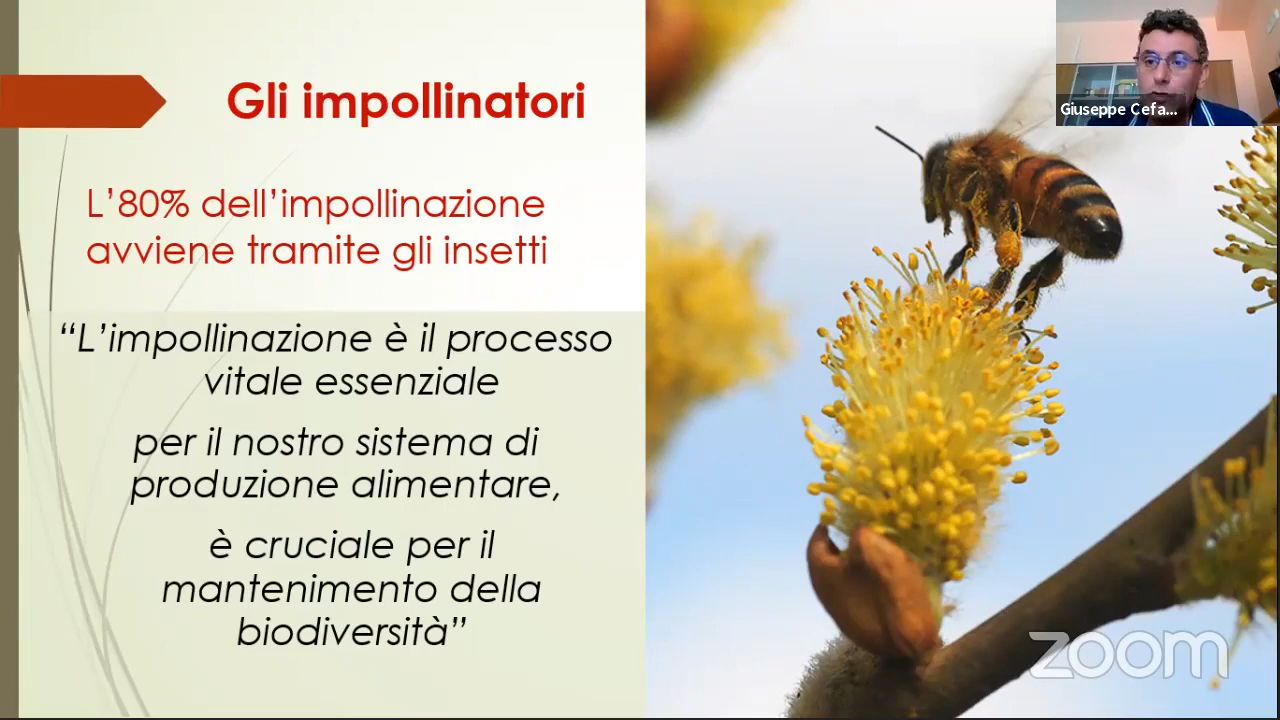 Gli impollinatori
L’80% dell’impollinazione
avviene tramite gli insetti
“L’impollinazione è il processo
vitale essenziale
per il nostro sistema di
produzione alimentare,
è cruciale per il
mantenimento della
biodiversità”
Giuseppe Cefa...
zoom